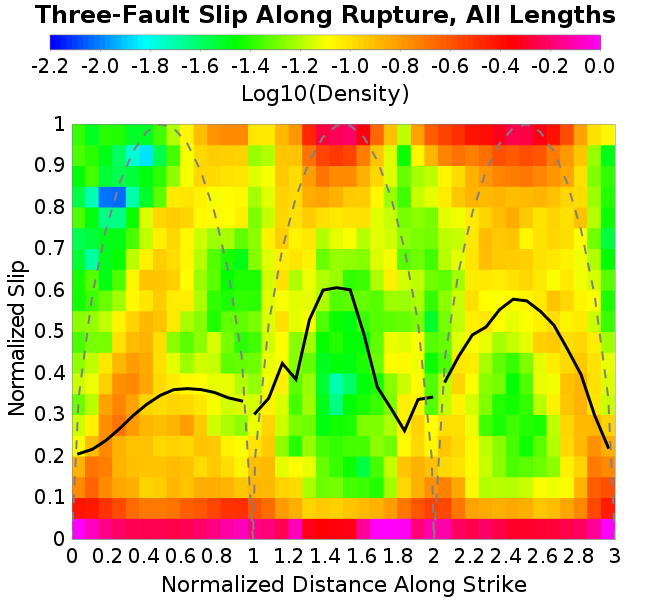 Three-Fault Slip Along Rupture, All Lengths
-2.2 -2.0 -1.8 -1.6 -1.4 -1.2 -1.0 -0.8 -0.6 -0.4 -0.2 0.0
Log10(Density)
1
0.9
0.8
0.7
0.6
0.5
0.4
0.3
0.2
0.1
0
Normalized Slip
0 0.2 0.4 0.6 0.8 1 1.2 1.4 1.6 1.8 2 2.2 2.4 2.6 2.8 3
Normalized Distance Along Strike